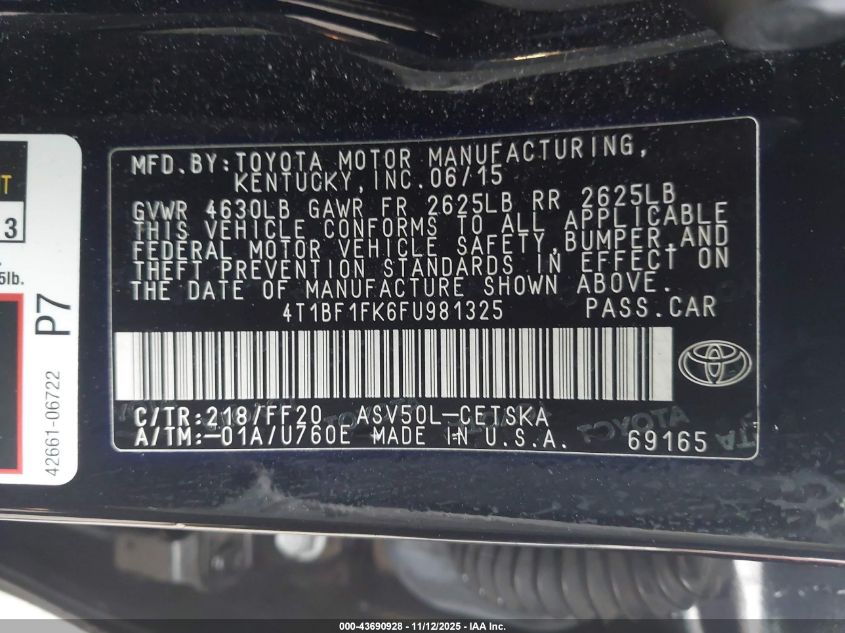 MFD.BY:TOYOTA MOTOR MANUFACTURING,
KENTUCKY,INC.06/15
GVWR 4630LB GAWR FR 2625LB RR 2625LB
THIS VEHICLE CONFORMS TO ALL APPLICABLE
FEDERAL MOTOR VEHICLE SAFETY,BUMPER,AND
THEFT PREVENTION STANDARDS IN EFFECT ON
THE DATE OF MANUFACTURE SHOWN ABOVE.
4T1BF1FK6FU981325 PASS.CAR
C/TR:218/FF20 ASV50L-CETSKA
A/TM:-01A/U760E MADE IN U.S.A. 69165
TOYOTA
3
5lb.
P7
42661-06722
000-43690928 - 11/12/2025 - IAA Inc.